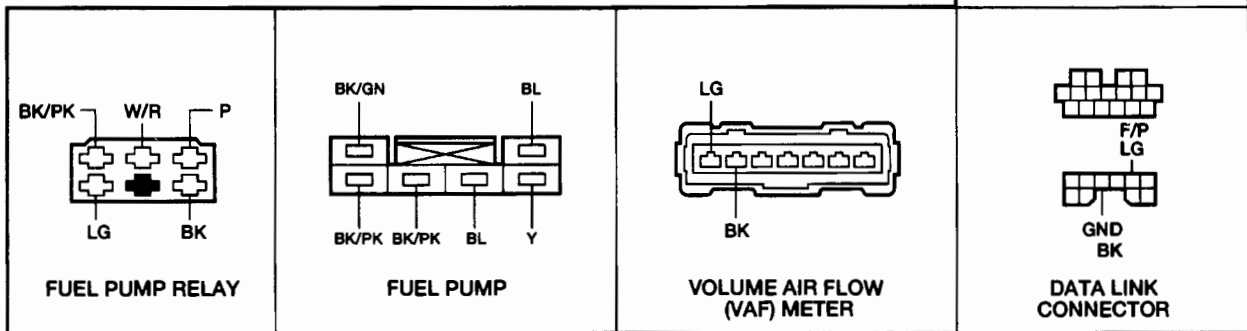 BK/PK W/R P
LG BK
FUEL PUMP RELAY
BK/GN BL
BK/PK BK/PK BL Y
FUEL PUMP
LG
BK
VOLUME AIR FLOW
(VAF) METER
F/P
LG
GND
BK
DATA LINK
CONNECTOR